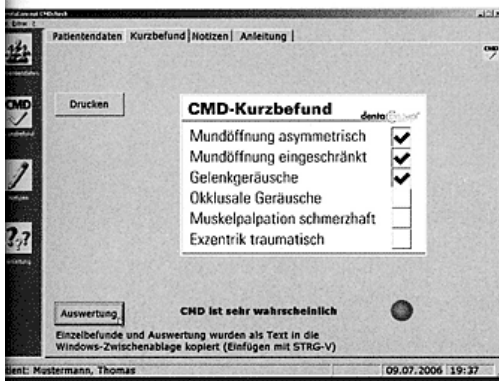 Patientendaten Kurzbefund Notizen Anleitung
CMD
Drucken
CMD-Kurzbefund
Mundöffnung asymmetrisch
Mundöffnung eingeschränkt
Gelenkgeräusche
Okklusale Geräusche
Muskelpalpation schmerzhaft
Exzentrik traumatisch
???
Auswertung
CMD ist sehr wahrscheinlich
Einzelbefunde und Auswertung wurden als Text in die
Windows-Zwischenablage kopiert (Einfügen mit STRG-V)
Mustermann, Thomas
09.07.2006 19:37